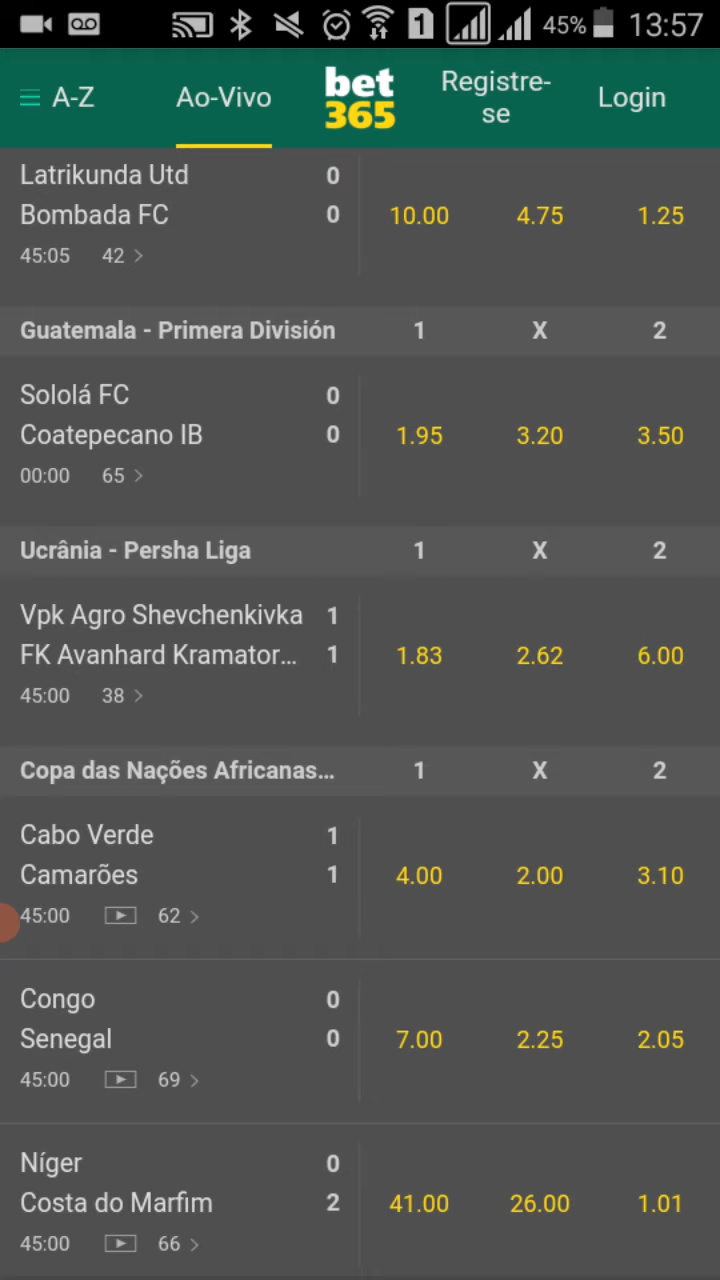 1 45% 13:57
A-Z Ao-Vivo bet365 Registre-se Login
Latrikunda Utd 0
Bombada FC 0
10.00 4.75 1.25
45:05 42 >
Guatemala - Primera División 1 X 2
Sololá FC 0
Coatepecano IB 0
1.95 3.20 3.50
00:00 65 >
Ucrânia - Persha Liga 1 X 2
Vpk Agro Shevchenkivka 1
FK Avanhard Kramator... 1
1.83 2.62 6.00
45:00 38 >
Copa das Nações Africanas... 1 X 2
Cabo Verde 1
Camarões 1
4.00 2.00 3.10
45:00 62 >
Congo 0
Senegal 0
7.00 2.25 2.05
45:00 69 >
Níger 0
Costa do Marfim 2
41.00 26.00 1.01
45:00 66 >